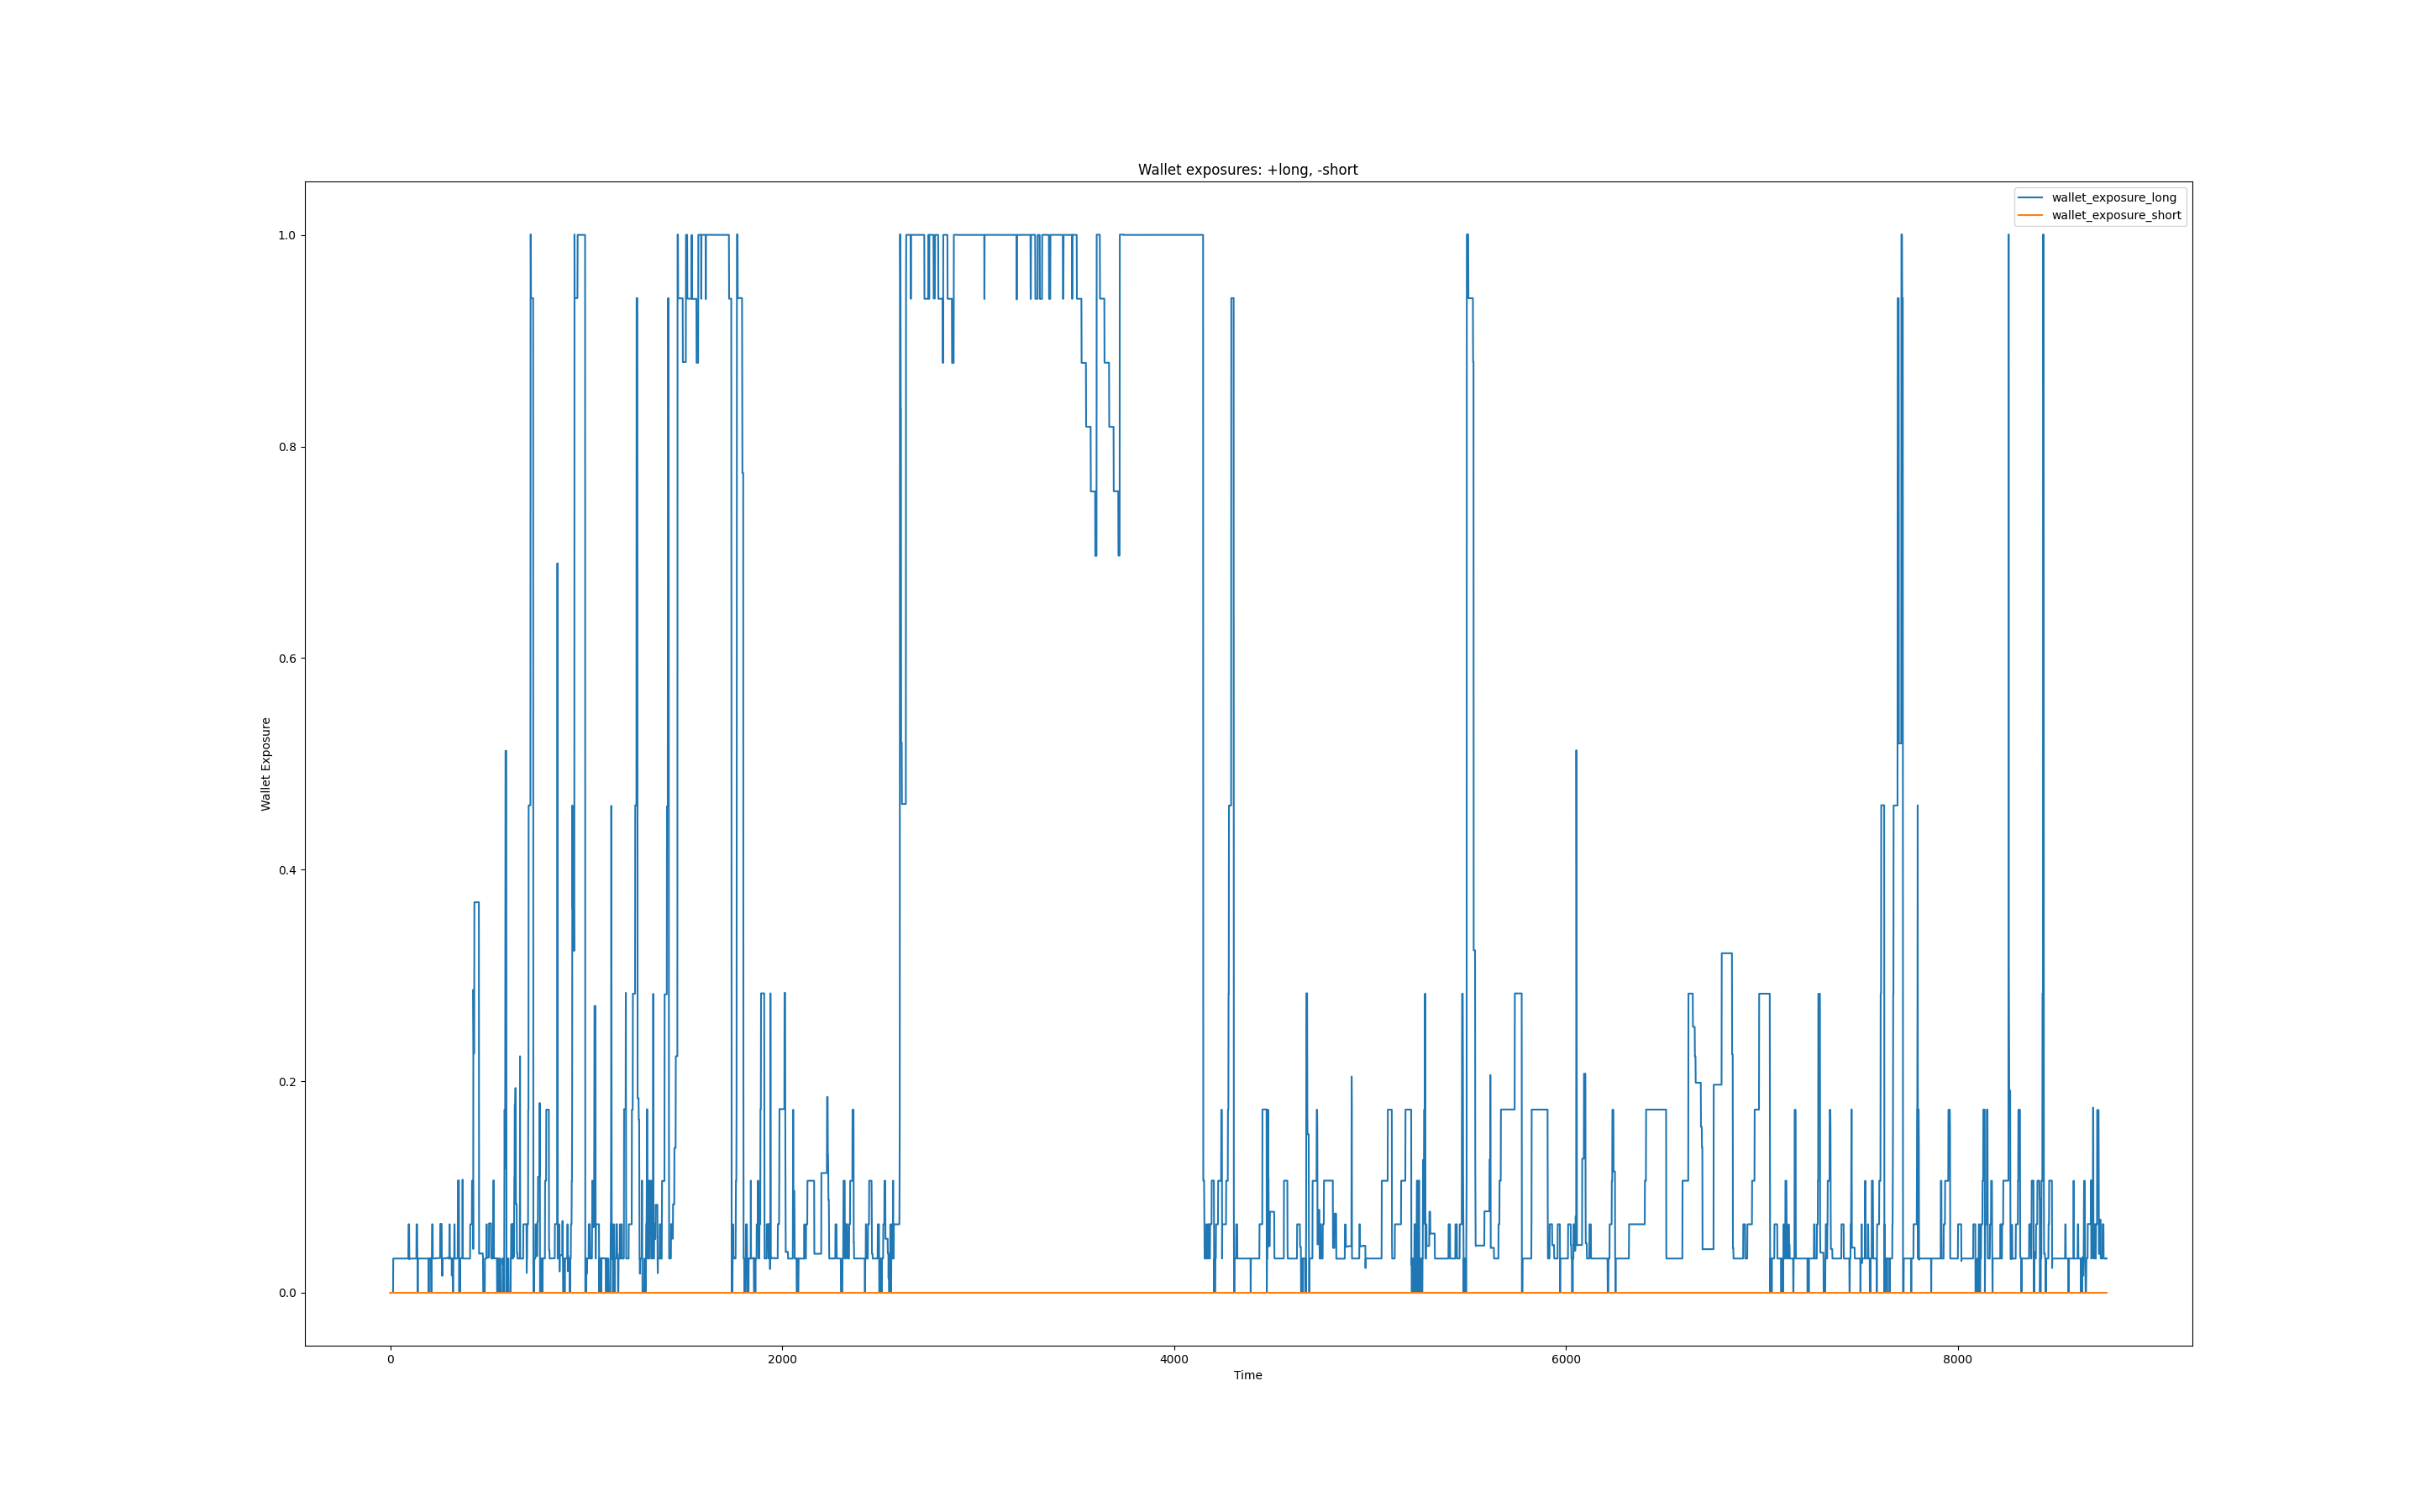 Wallet exposures: +long, -short
wallet_exposure_long
wallet_exposure_short
1.0
0.8
0.6
0.4
0.2
0.0
Wallet Exposure
0 2000 4000 6000 8000
Time